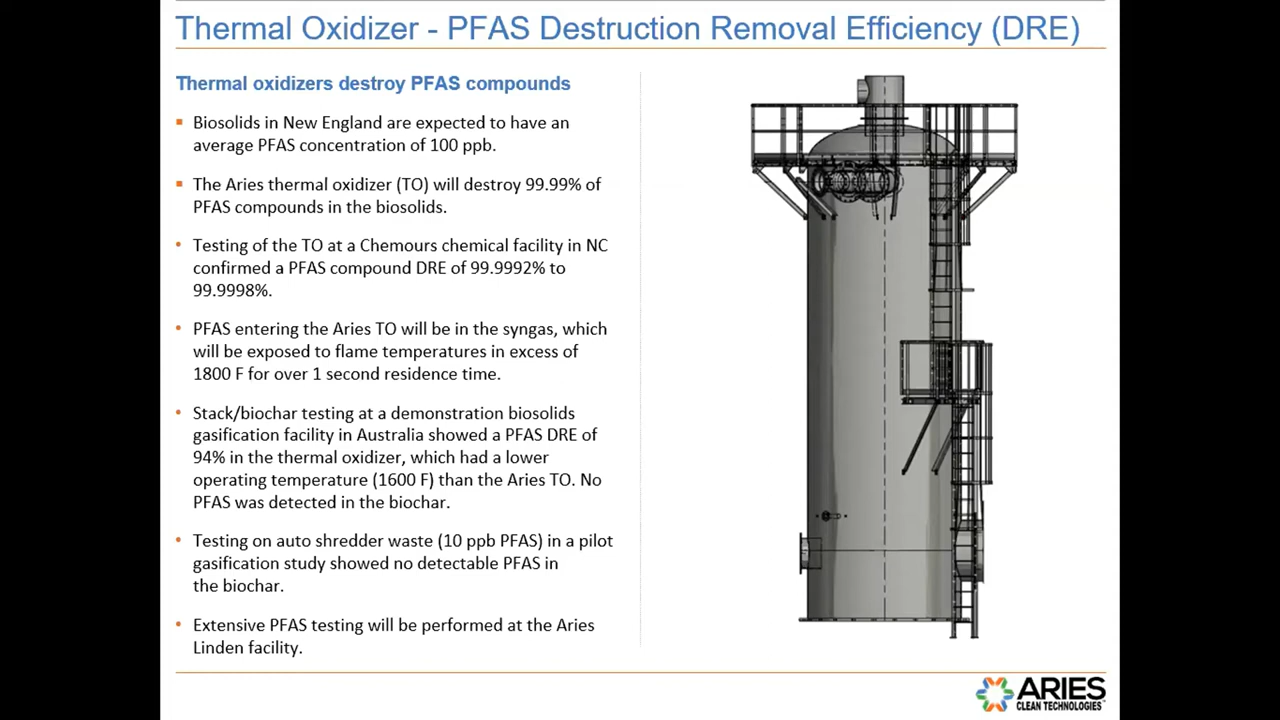 Thermal Oxidizer - PFAS Destruction Removal Efficiency (DRE)
Thermal oxidizers destroy PFAS compounds
Biosolids in New England are expected to have an
average PFAS concentration of 100 ppb.
The Aries thermal oxidizer (TO) will destroy 99.99% of
PFAS compounds in the biosolids.
Testing of the TO at a Chemours chemical facility in NC
confirmed a PFAS compound DRE of 99.9992% to
99.9998%.
PFAS entering the Aries TO will be in the syngas, which
will be exposed to flame temperatures in excess of
1800 F for over 1 second residence time.
Stack/biochar testing at a demonstration biosolids
gasification facility in Australia showed a PFAS DRE of
94% in the thermal oxidizer, which had a lower
operating temperature (1600 F) than the Aries TO. No
PFAS was detected in the biochar.
Testing on auto shredder waste (10 ppb PFAS) in a pilot
gasification study showed no detectable PFAS in
the biochar.
Extensive PFAS testing will be performed at the Aries
Linden facility.
ARIES
CLEAN TECHNOLOGIES